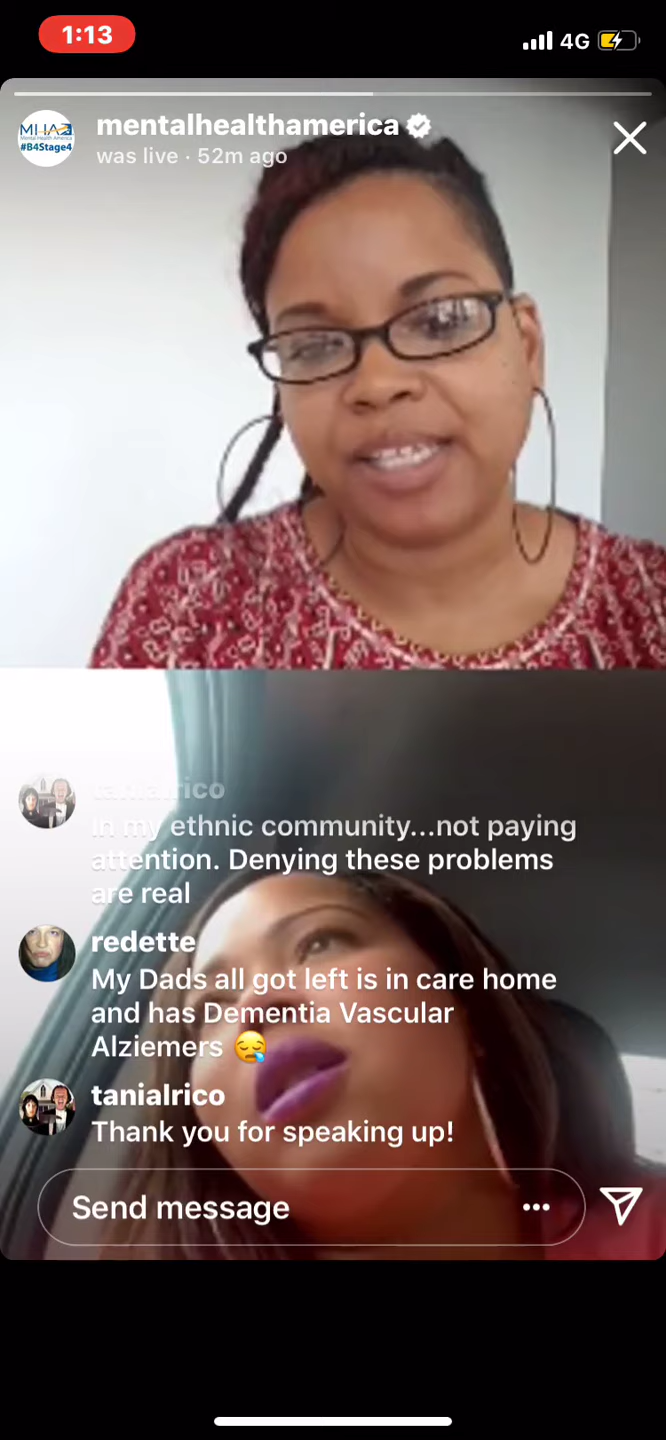 1:13
4G
MHA
Mental Health America
#B4Stage4
mentalhealthamerica
was live · 52m ago
tanialrico
in my ethnic community...not paying
attention. Denying these problems
are real
redette
My Dads all got left is in care home
and has Dementia Vascular
Alziemers 😪
tanialrico
Thank you for speaking up!
Send message